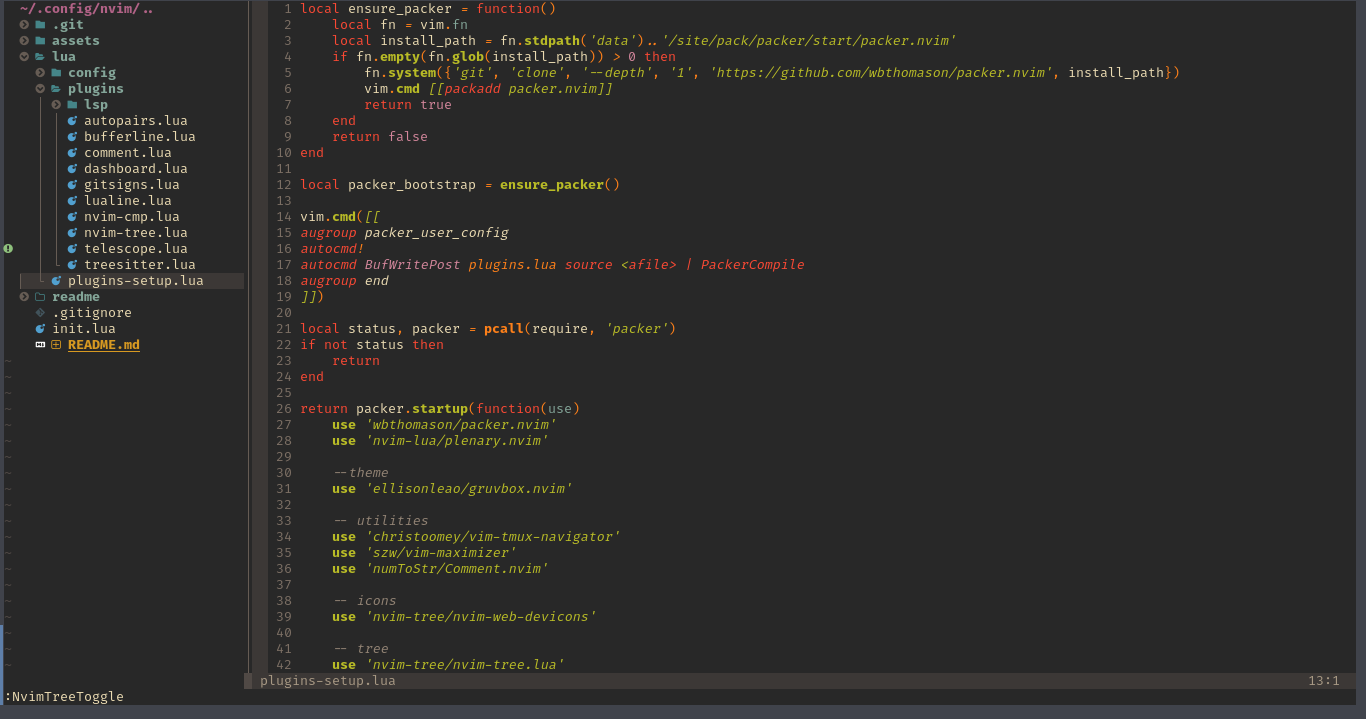 ~/.config/nvim/..
.git
assets
lua
config
plugins
lsp
autopairs.lua
bufferline.lua
comment.lua
dashboard.lua
gitsigns.lua
lualine.lua
nvim-cmp.lua
nvim-tree.lua
telescope.lua
treesitter.lua
plugins-setup.lua
readme
.gitignore
init.lua
README.md
1 local ensure_packer = function()
2     local fn = vim.fn
3     local install_path = fn.stdpath('data')..'/site/pack/packer/start/packer.nvim'
4     if fn.empty(fn.glob(install_path)) > 0 then
5         fn.system({'git', 'clone', '--depth', '1', 'https://github.com/wbthomason/packer.nvim', install_path})
6         vim.cmd [[packadd packer.nvim]]
7         return true
8     end
9     return false
10 end
11
12 local packer_bootstrap = ensure_packer()
13
14 vim.cmd([[
15 augroup packer_user_config
16 autocmd!
17 autocmd BufWritePost plugins.lua source <afile> | PackerCompile
18 augroup end
19 ]])
20
21 local status, packer = pcall(require, 'packer')
22 if not status then
23     return
24 end
25
26 return packer.startup(function(use)
27     use 'wbthomason/packer.nvim'
28     use 'nvim-lua/plenary.nvim'
29
30     --theme
31     use 'ellisonleao/gruvbox.nvim'
32
33     -- utilities
34     use 'christoomey/vim-tmux-navigator'
35     use 'szw/vim-maximizer'
36     use 'numToStr/Comment.nvim'
37
38     -- icons
39     use 'nvim-tree/nvim-web-devicons'
40
41     -- tree
42     use 'nvim-tree/nvim-tree.lua'
plugins-setup.lua 13:1
:NvimTreeToggle